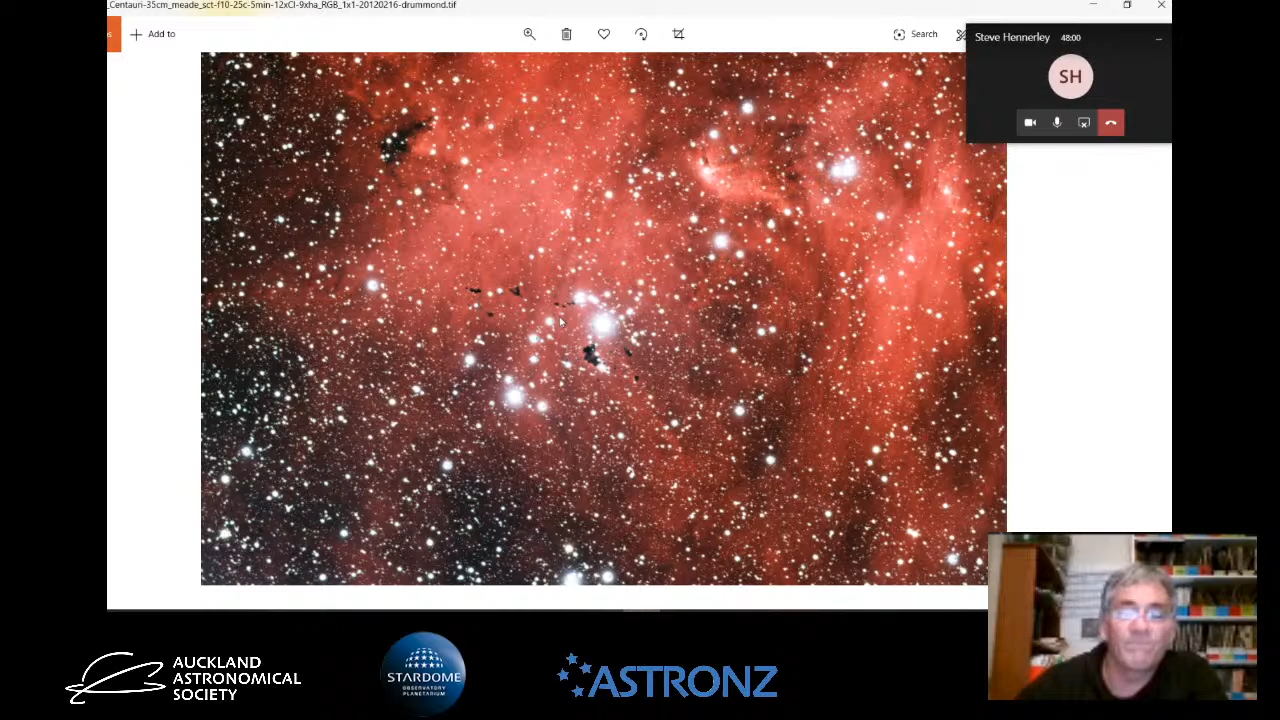 _Centauri-35cm_meade_sct-f10-25c-5min-12xCl-9xha_RGB_1x1-20120216-drummond.tif
Add to
Search
Steve Hennerley 48:00
SH
AUCKLAND
ASTRONOMICAL
SOCIETY
STARDOME
OBSERVATORY
PLANETARIUM
ASTRONZ